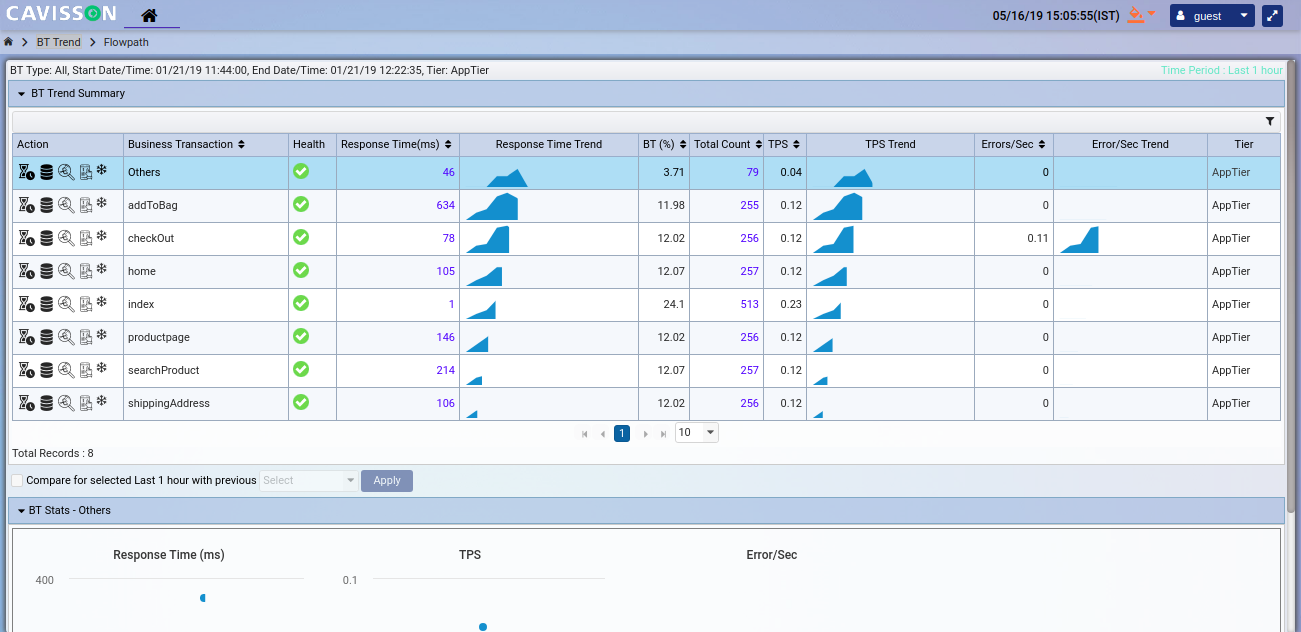 CAVISSON
05/16/19 15:05:55(IST) guest
BT Trend Flowpath
BT Type: All, Start Date/Time: 01/21/19 11:44:00, End Date/Time: 01/21/19 12:22:35, Tier: AppTier Time Period : Last 1 hour
BT Trend Summary
Action Business Transaction Health Response Time(ms) Response Time Trend BT (%) Total Count TPS TPS Trend Errors/Sec Error/Sec Trend Tier
Others 46 3.71 79 0.04 0 AppTier
addToBag 634 11.98 255 0.12 0 AppTier
checkOut 78 12.02 256 0.12 0.11 AppTier
home 105 12.07 257 0.12 0 AppTier
index 1 24.1 513 0.23 0 AppTier
productpage 146 12.02 256 0.12 0 AppTier
searchProduct 214 12.07 257 0.12 0 AppTier
shippingAddress 106 12.02 256 0.12 0 AppTier
1 10
Total Records : 8
Compare for selected Last 1 hour with previous Select Apply
BT Stats - Others
Response Time (ms) TPS Error/Sec
400 0.1